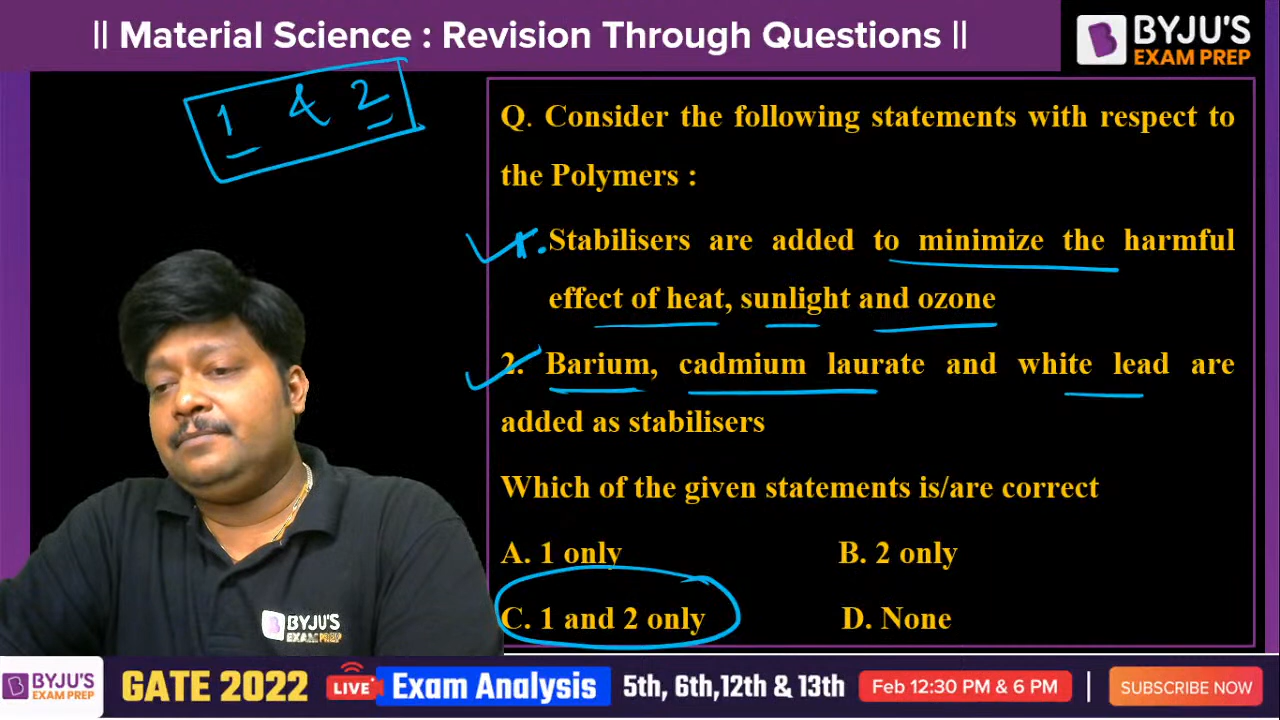 || Material Science : Revision Through Questions ||
BYJU'S
EXAM PREP
1 & 2
Q. Consider the following statements with respect to
the Polymers :
1. Stabilisers are added to minimize the harmful
effect of heat, sunlight and ozone
2. Barium, cadmium laurate and white lead are
added as stabilisers
Which of the given statements is/are correct
A. 1 only
B. 2 only
C. 1 and 2 only
D. None
BYJU'S
EXAM PREP
BYJU'S
EXAM PREP
GATE 2022
LIVE
Exam Analysis
5th, 6th,12th & 13th
Feb 12:30 PM & 6 PM
SUBSCRIBE NOW